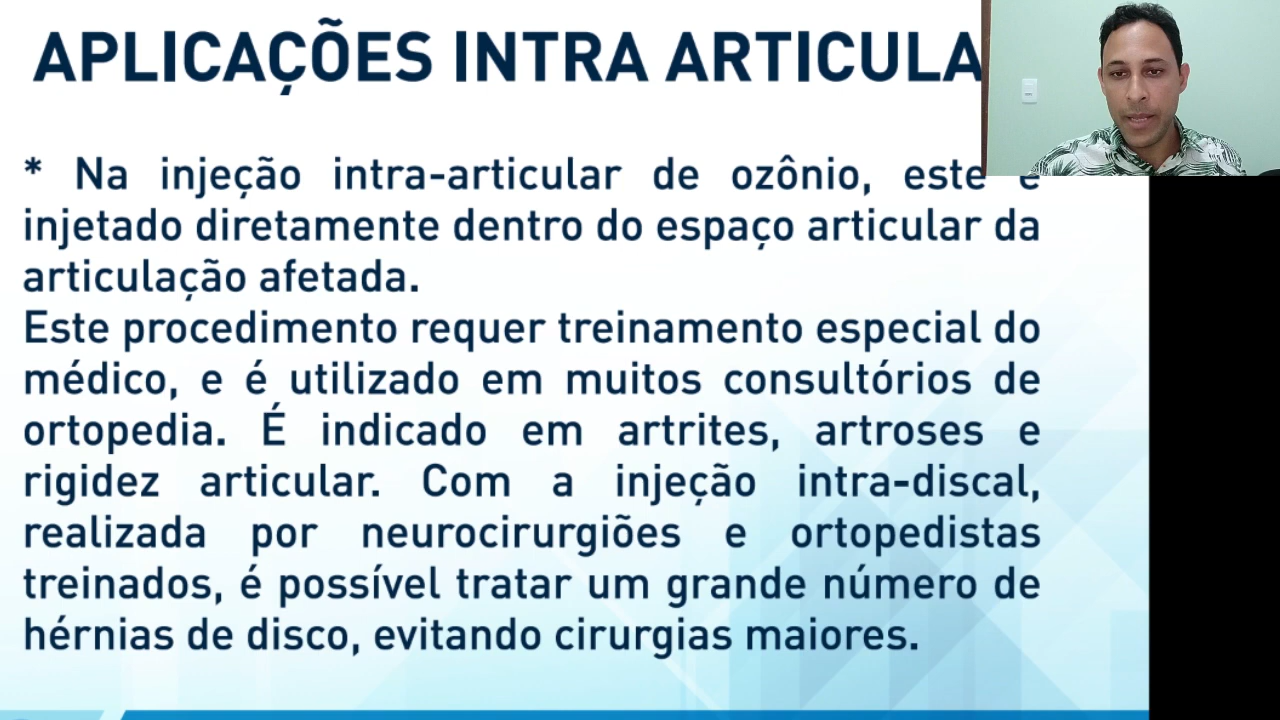 APLICAÇÕES INTRA ARTICULA
* Na injeção intra-articular de ozônio, este é
injetado diretamente dentro do espaço articular da
articulação afetada.
Este procedimento requer treinamento especial do
médico, e é utilizado em muitos consultórios de
ortopedia. É indicado em artrites, artroses e
rigidez articular. Com a injeção intra-discal,
realizada por neurocirurgiões e ortopedistas
treinados, é possível tratar um grande número de
hérnias de disco, evitando cirurgias maiores.